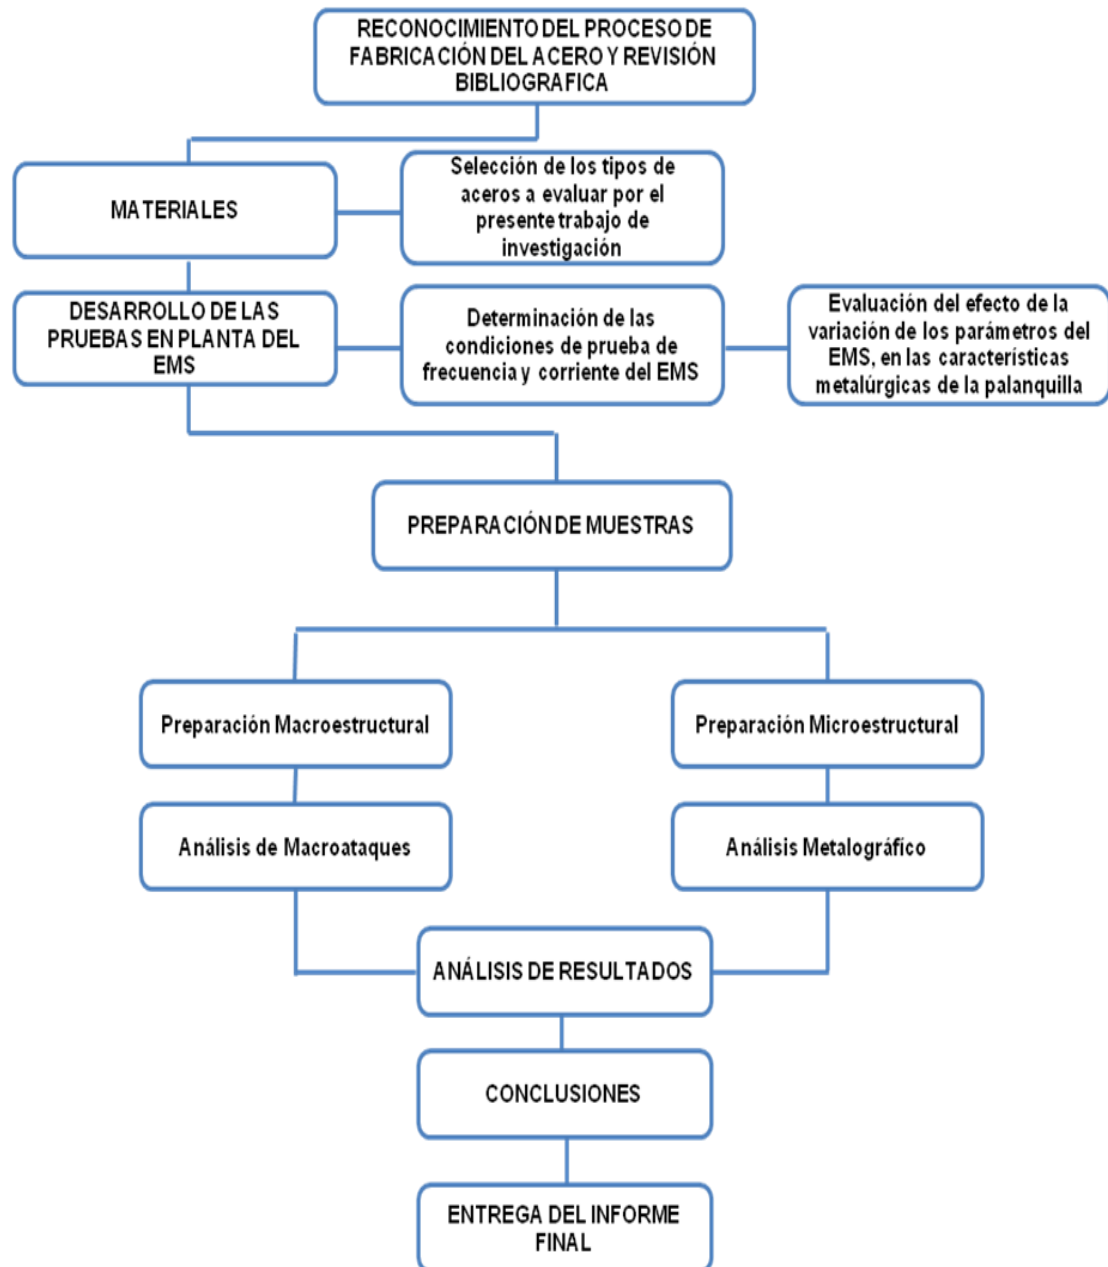 RECONOCIMIENTO DEL PROCESO DE
FABRICACIÓN DEL ACERO Y REVISIÓN
BIBLIOGRAFICA
MATERIALES
Selección de los tipos de
aceros a evaluar por el
presente trabajo de
investigación
DESARROLLO DE LAS
PRUEBAS EN PLANTA DEL
EMS
Determinación de las
condiciones de prueba de
frecuencia y corriente del EMS
Evaluación del efecto de la
variación de los parámetros del
EMS, en las características
metalúrgicas de la palanquilla
PREPARACIÓN DE MUESTRAS
Preparación Macroestructural
Preparación Microestructural
Análisis de Macroataques
Análisis Metalográfico
ANÁLISIS DE RESULTADOS
CONCLUSIONES
ENTREGA DEL INFORME
FINAL